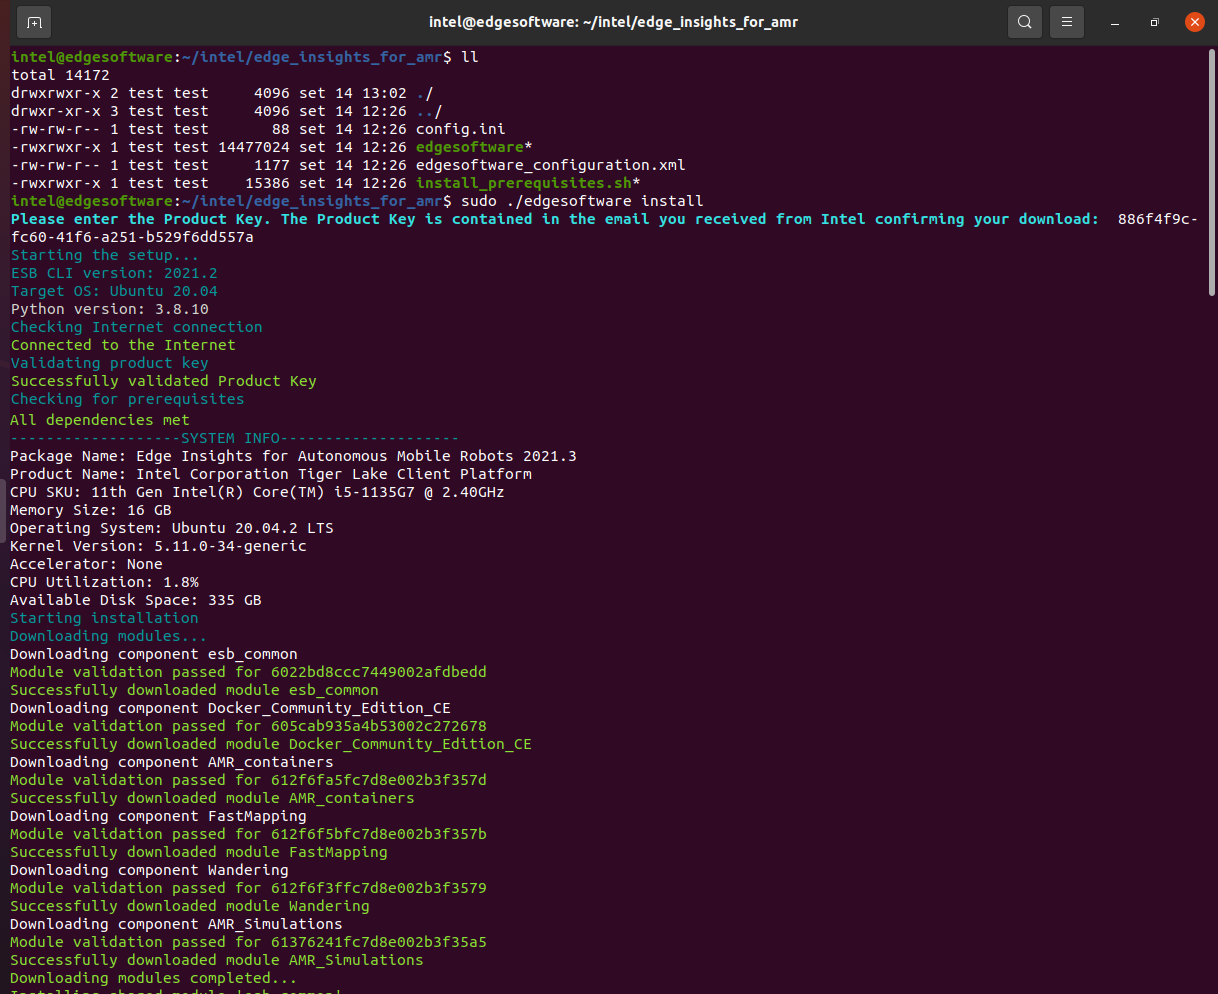 intel@edgesoftware: ~/intel/edge_insights_for_amr
intel@edgesoftware:~/intel/edge_insights_for_amr$ ll
total 14172
drwxrwxr-x 2 test test     4096 set 14 13:02 ./
drwxr-xr-x 3 test test     4096 set 14 12:26 ../
-rw-rw-r-- 1 test test       88 set 14 12:26 config.ini
-rwxrwxr-x 1 test test 14477024 set 14 12:26 edgesoftware*
-rw-rw-r-- 1 test test     1177 set 14 12:26 edgesoftware_configuration.xml
-rwxrwxr-x 1 test test    15386 set 14 12:26 install_prerequisites.sh*
intel@edgesoftware:~/intel/edge_insights_for_amr$ sudo ./edgesoftware install
Please enter the Product Key. The Product Key is contained in the email you received from Intel confirming your download:  886f4f9c-
fc60-41f6-a251-b529f6dd557a
Starting the setup...
ESB CLI version: 2021.2
Target OS: Ubuntu 20.04
Python version: 3.8.10
Checking Internet connection
Connected to the Internet
Validating product key
Successfully validated Product Key
Checking for prerequisites
All dependencies met
-------------------SYSTEM INFO--------------------
Package Name: Edge Insights for Autonomous Mobile Robots 2021.3
Product Name: Intel Corporation Tiger Lake Client Platform
CPU SKU: 11th Gen Intel(R) Core(TM) i5-1135G7 @ 2.40GHz
Memory Size: 16 GB
Operating System: Ubuntu 20.04.2 LTS
Kernel Version: 5.11.0-34-generic
Accelerator: None
CPU Utilization: 1.8%
Available Disk Space: 335 GB
Starting installation
Downloading modules...
Downloading component esb_common
Module validation passed for 6022bd8ccc7449002afdbedd
Successfully downloaded module esb_common
Downloading component Docker_Community_Edition_CE
Module validation passed for 605cab935a4b53002c272678
Successfully downloaded module Docker_Community_Edition_CE
Downloading component AMR_containers
Module validation passed for 612f6fa5fc7d8e002b3f357d
Successfully downloaded module AMR_containers
Downloading component FastMapping
Module validation passed for 612f6f5bfc7d8e002b3f357b
Successfully downloaded module FastMapping
Downloading component Wandering
Module validation passed for 612f6f3ffc7d8e002b3f3579
Successfully downloaded module Wandering
Downloading component AMR_Simulations
Module validation passed for 61376241fc7d8e002b3f35a5
Successfully downloaded module AMR_Simulations
Downloading modules completed...